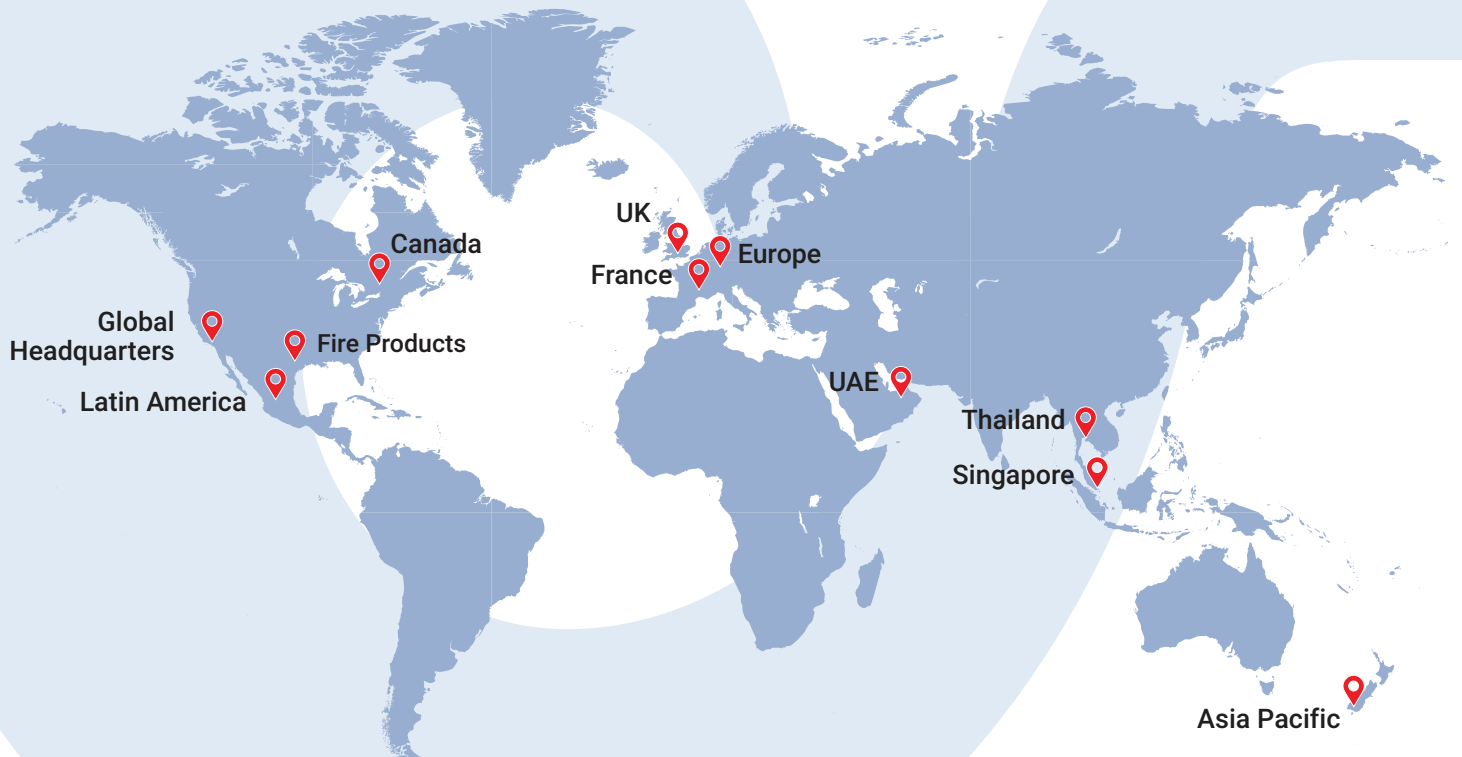 UK
Canada
Europe
France
Global
Headquarters
Fire Products
Latin America
UAE
Thailand
Singapore
Asia Pacific